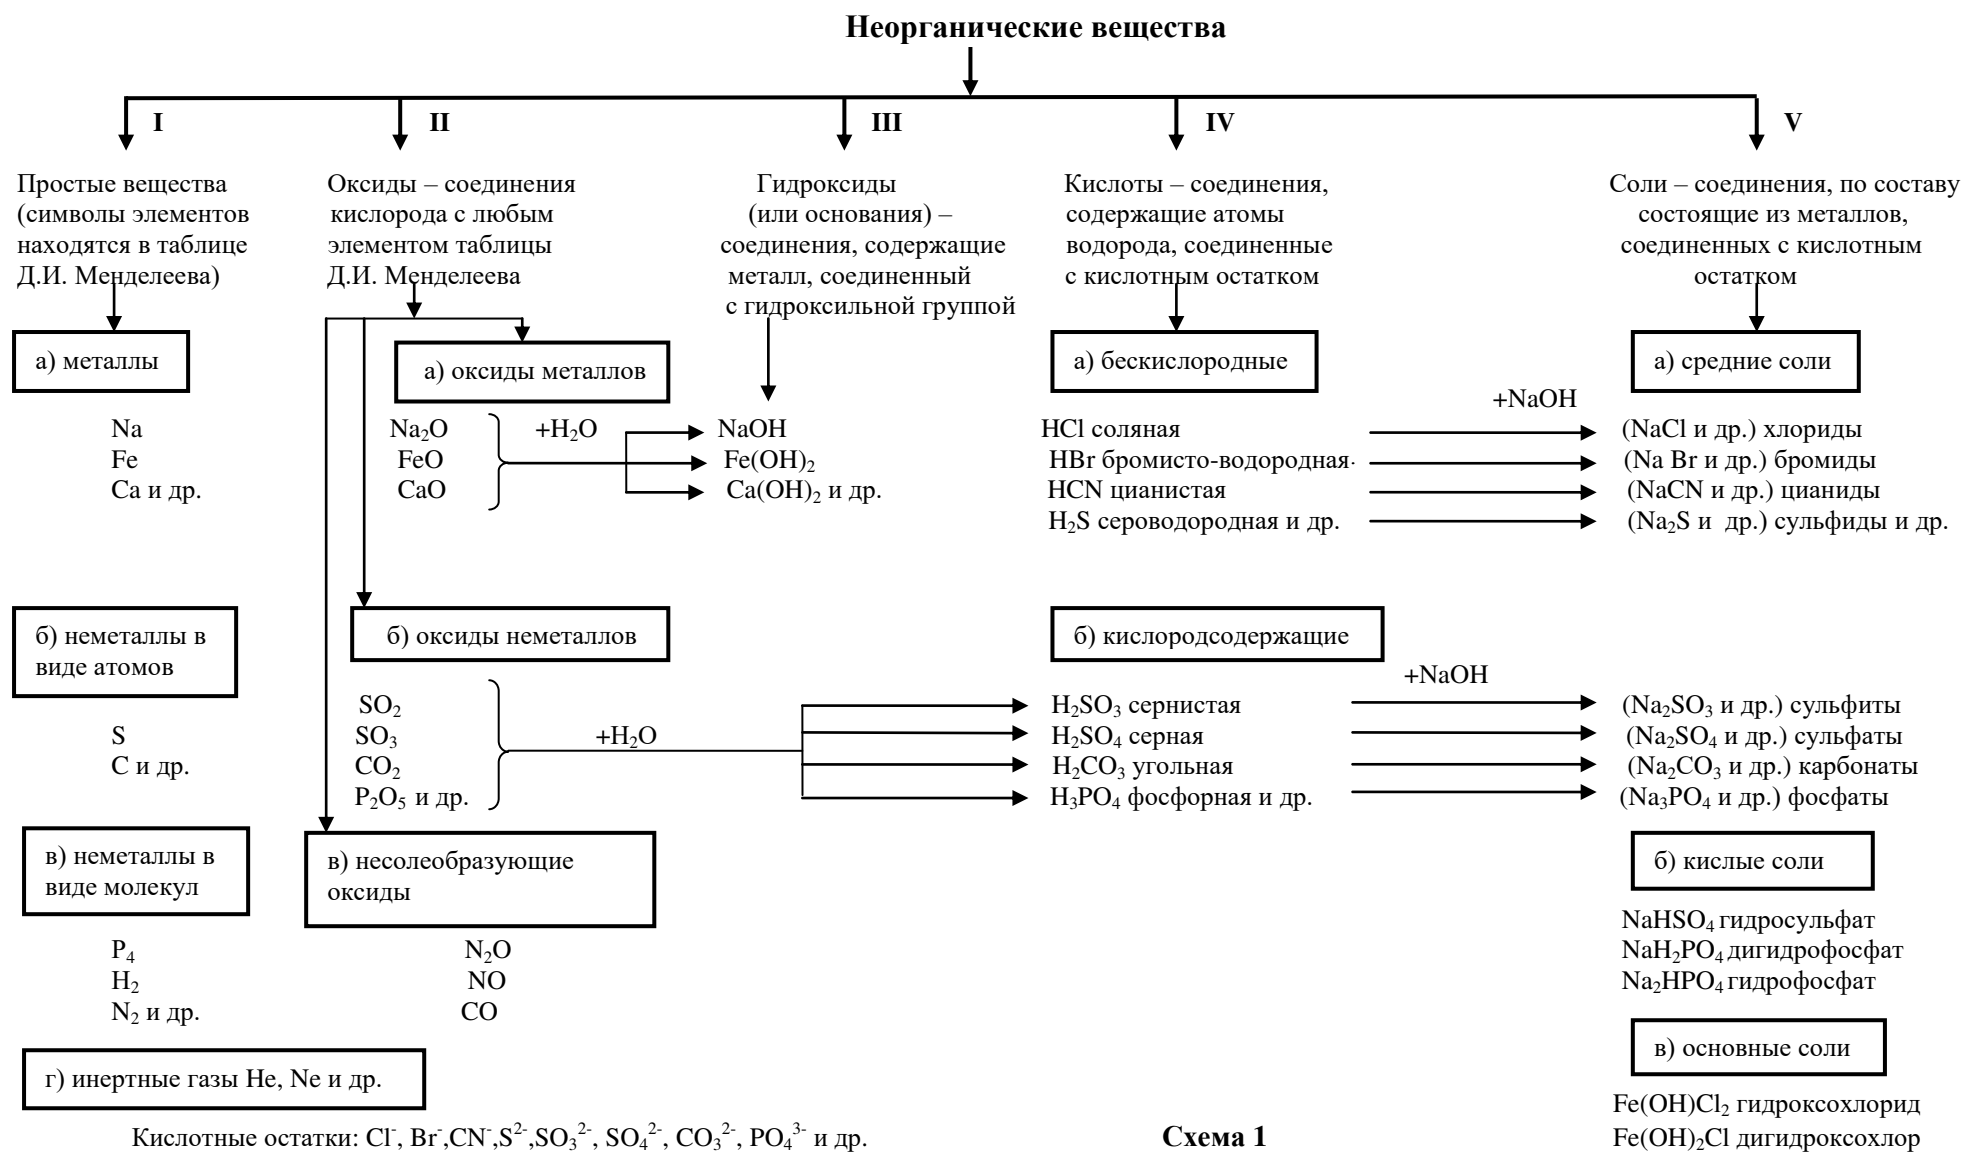 Неорганические вещества
I
II
III
IV
V
Простые вещества
(символы элементов
находятся в таблице
Д.И. Менделеева)
Оксиды – соединения
кислорода с любым
элементом таблицы
Д.И. Менделеева
Гидроксиды
(или основания) –
соединения, содержащие
металл, соединенный
с гидроксильной группой
Кислоты – соединения,
содержащие атомы
водорода, соединенные
с кислотным остатком
Соли – соединения, по составу
состоящие из металлов,
соединенных с кислотным
остатком
а) металлы
Na
Fe
Ca и др.
а) оксиды металлов
Na₂O
FeO
CaO
+H₂O
NaOH
Fe(OH)₂
Ca(OH)₂ и др.
а) бескислородные
HCl соляная
HBr бромисто-водородная
HCN цианистая
H₂S сероводородная и др.
+NaOH
а) средние соли
(NaCl и др.) хлориды
(Na Br и др.) бромиды
(NaCN и др.) цианиды
(Na₂S и др.) сульфиды и др.
б) неметаллы в
виде атомов
S
C и др.
б) оксиды неметаллов
SO₂
SO₃
CO₂
P₂O₅ и др.
+H₂O
б) кислородсодержащие
H₂SO₃ сернистая
H₂SO₄ серная
H₂CO₃ угольная
H₃PO₄ фосфорная и др.
+NaOH
(Na₂SO₃ и др.) сульфиты
(Na₂SO₄ и др.) сульфаты
(Na₂CO₃ и др.) карбонаты
(Na₃PO₄ и др.) фосфаты
в) неметаллы в
виде молекул
P₄
H₂
N₂ и др.
в) несолеобразующие
оксиды
N₂O
NO
CO
б) кислые соли
NaHSO₄ гидросульфат
NaH₂PO₄ дигидрофосфат
Na₂HPO₄ гидрофосфат
в) основные соли
Fe(OH)Cl₂ гидроксохлорид
Fe(OH)₂Cl дигидроксохлор
г) инертные газы He, Ne и др.
Кислотные остатки: Cl⁻, Br⁻,CN⁻,S²⁻,SO₃²⁻, SO₄²⁻, CO₃²⁻, PO₄³⁻ и др.
Схема 1